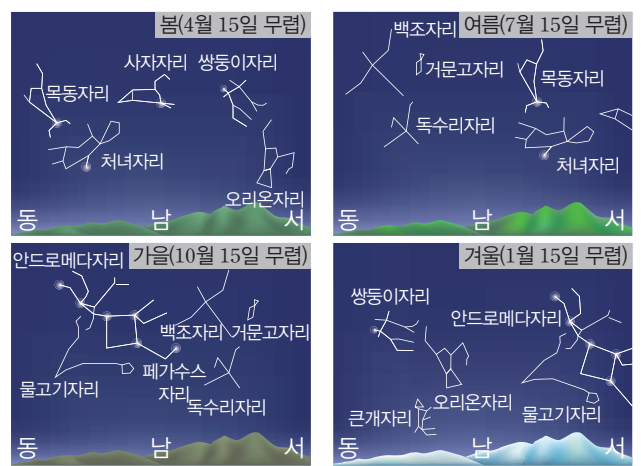 봄(4월 15일 무렵)
사자자리 쌍둥이자리
목동자리
처녀자리
오리온자리
동 남 서
여름(7월 15일 무렵)
백조자리
거문고자리 목동자리
독수리자리
처녀자리
동 남 서
가을(10월 15일 무렵)
안드로메다자리
백조자리 거문고자리
페가수스
자리
물고기자리
독수리자리
동 남 서
겨울(1월 15일 무렵)
쌍둥이자리
안드로메다자리
오리온자리
큰개자리 물고기자리
동 남 서